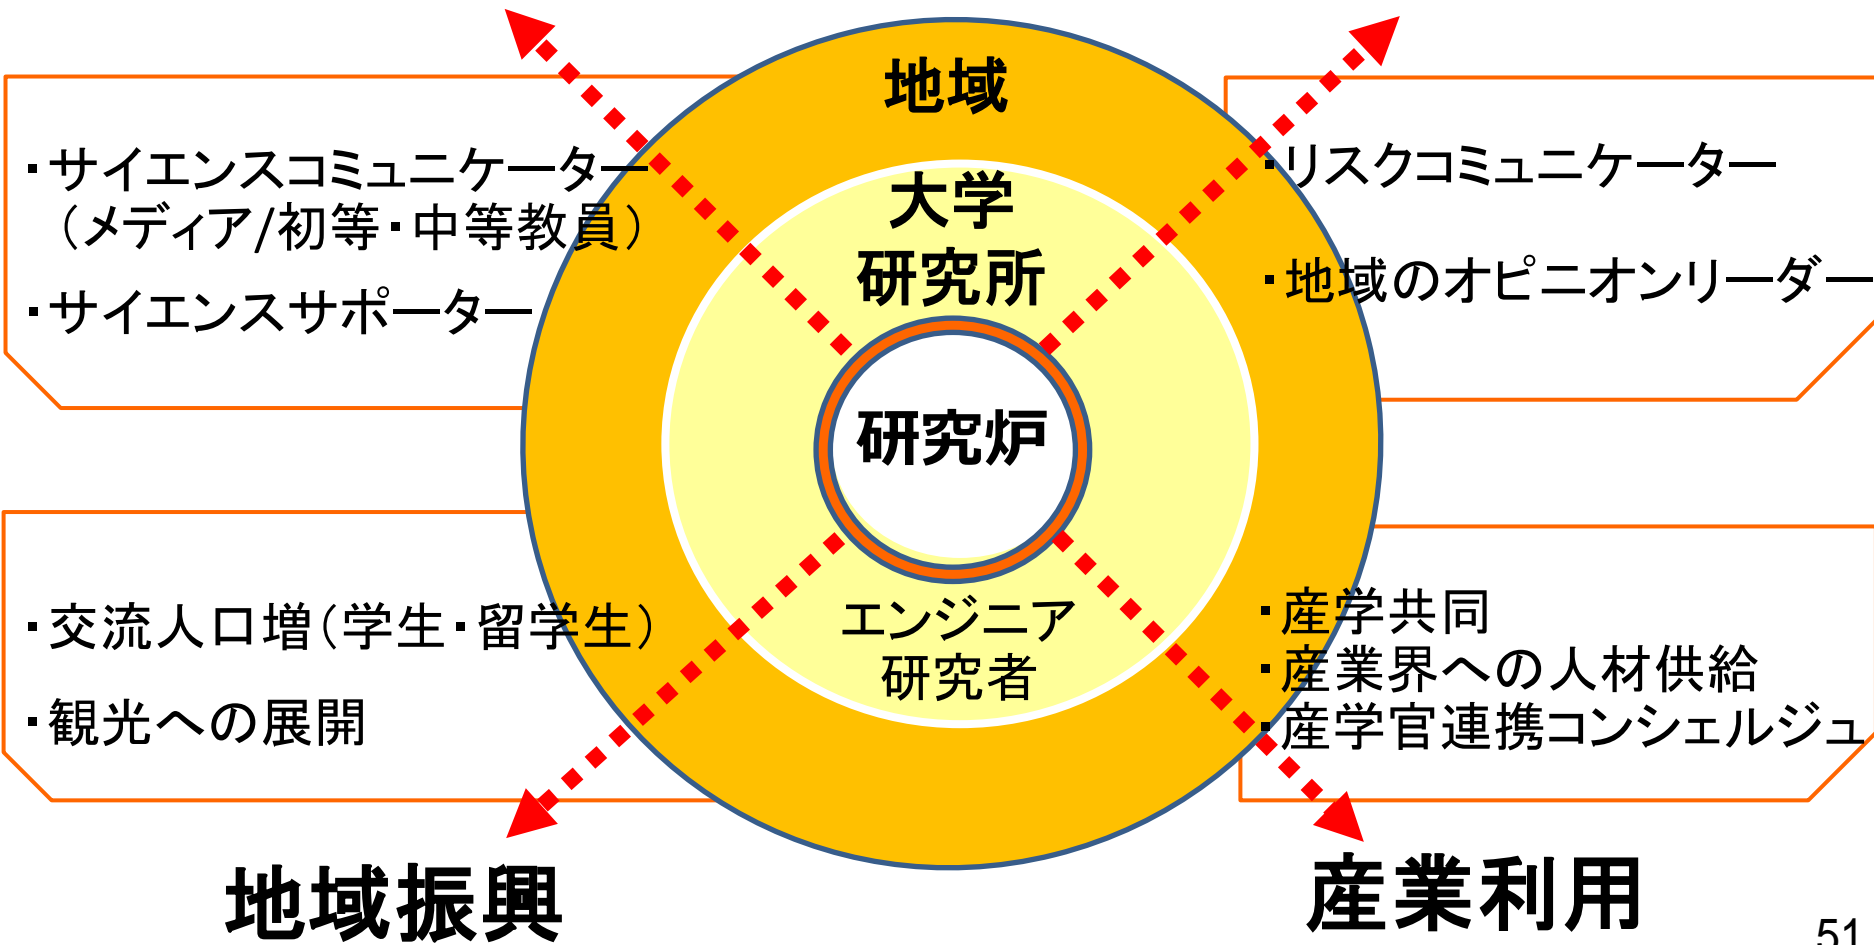 地域
・サイエンスコミュニケーター
（メディア/初等・中等教員）
・サイエンスサポーター
大学
研究所
・リスクコミュニケーター
・地域のオピニオンリーダー
研究炉
エンジニア
研究者
・交流人口増（学生・留学生）
・観光への展開
・産学共同
・産業界への人材供給
・産学官連携コンシェルジュ
地域振興
産業利用
51